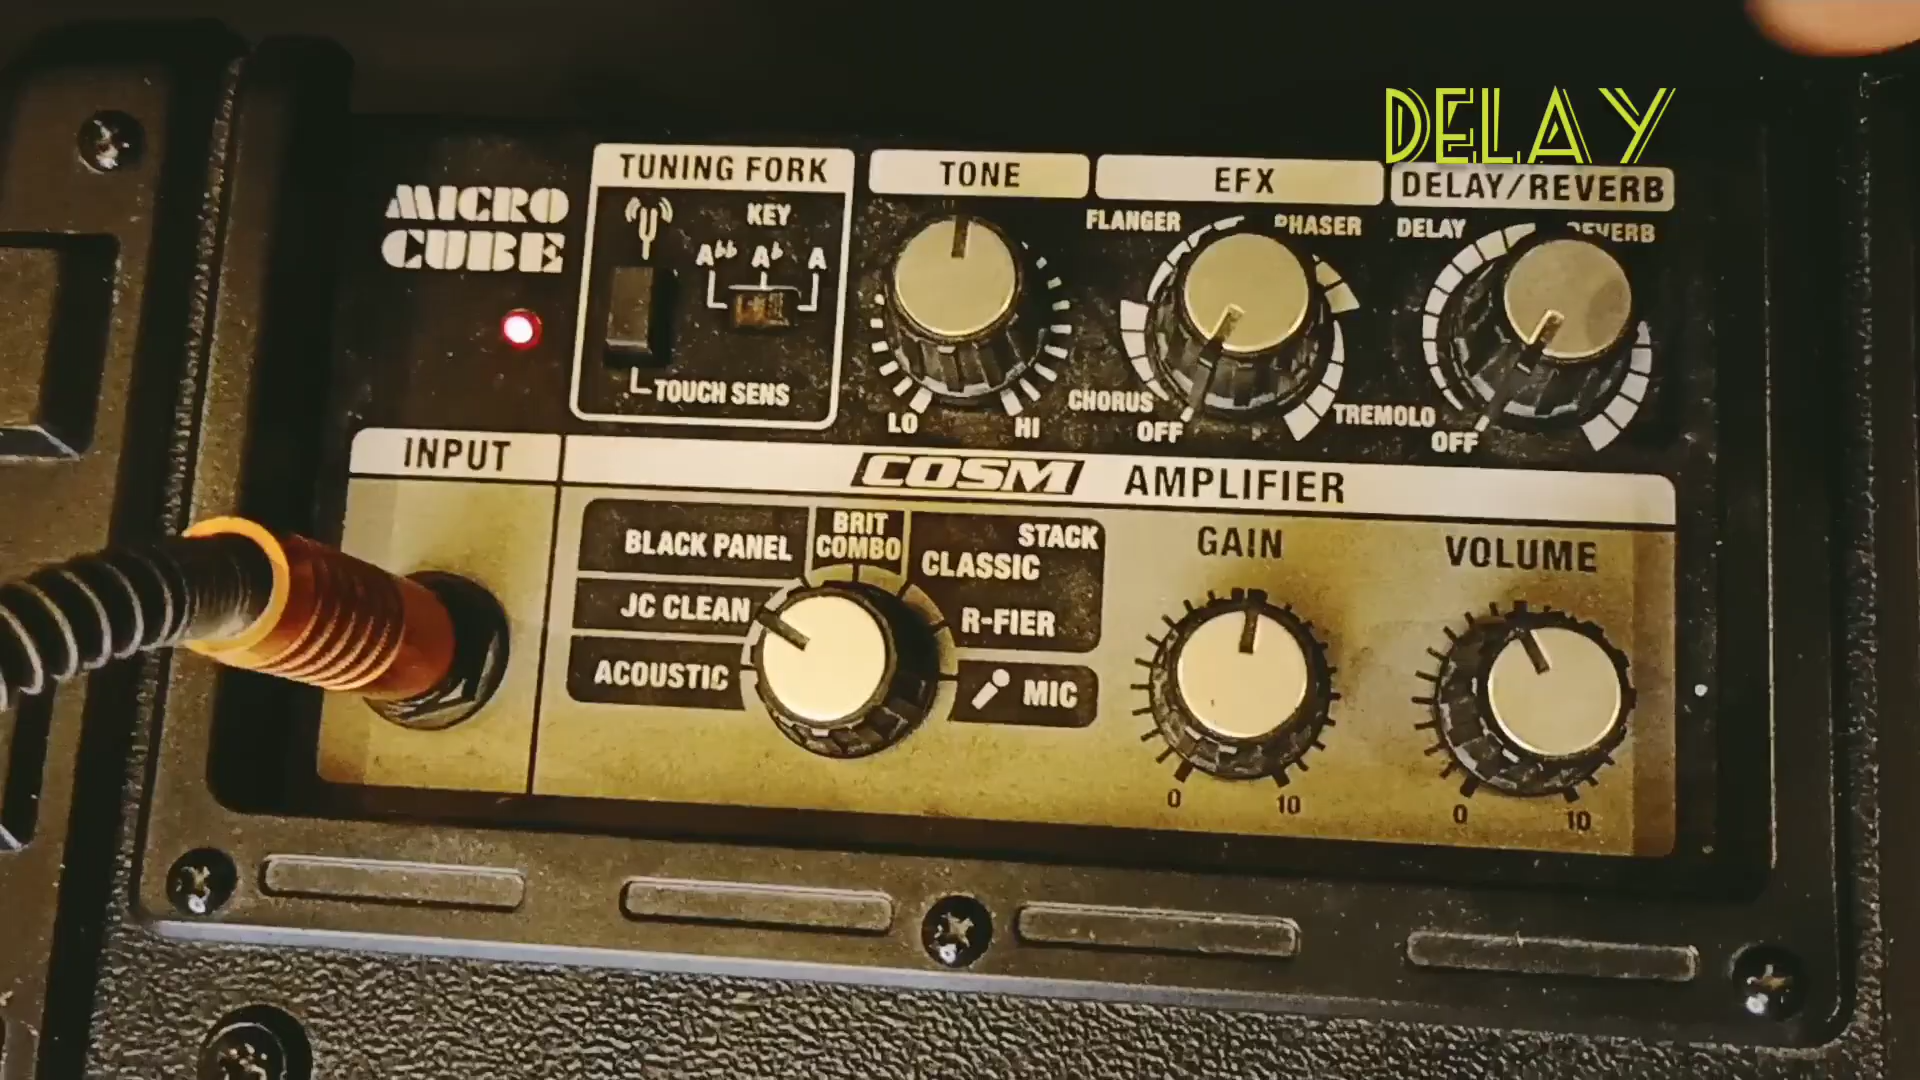 DELAY
MICRO
CUBE
TUNING FORK
KEY
A♭♭ A♭ A
TOUCH SENS
TONE
LO HI
EFX
FLANGER PHASER
CHORUS TREMOLO
OFF
DELAY/REVERB
DELAY REVERB
OFF
INPUT
COSM AMPLIFIER
BLACK PANEL
BRIT
COMBO
STACK
CLASSIC
JC CLEAN
R-FIER
ACOUSTIC
MIC
GAIN
0 10
VOLUME
0 10